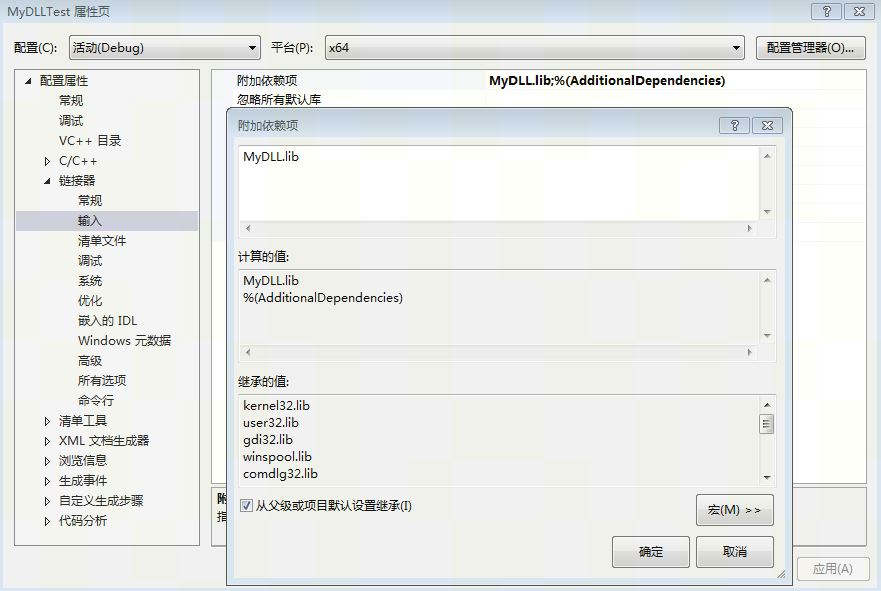 MyDLLTest 属性页
配置(C): 活动(Debug) 平台(P): x64 配置管理器(O)...
配置属性
常规
调试
VC++ 目录
C/C++
链接器
常规
输入
清单文件
调试
系统
优化
嵌入的 IDL
Windows 元数据
高级
所有选项
命令行
清单工具
XML 文档生成器
浏览信息
生成事件
自定义生成步骤
代码分析
附加依赖项 MyDLL.lib;%(AdditionalDependencies)
忽略所有默认库
附加依赖项
MyDLL.lib
计算的值:
MyDLL.lib
%(AdditionalDependencies)
继承的值:
kernel32.lib
user32.lib
gdi32.lib
winspool.lib
comdlg32.lib
从父级或项目默认设置继承(I)
宏(M) >>
确定 取消
附
指
应用(A)